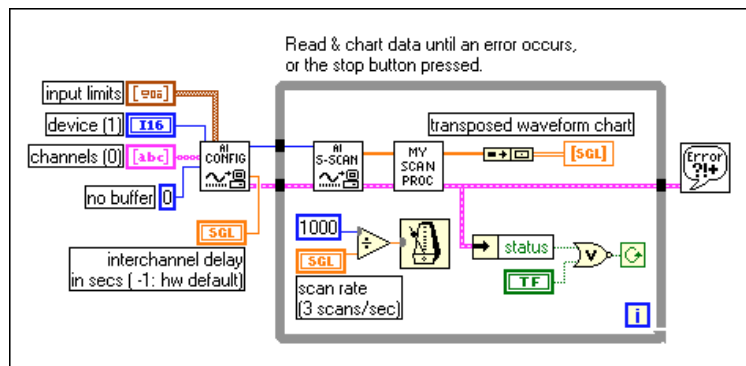 Read & chart data until an error occurs,
or the stop button pressed.
input limits
device (1)
I16
channels (0)
[abc]
no buffer
0
AI
CONFIG
SGL
interchannel delay
in secs ( -1: hw default)
AI
S-SCAN
MY
SCAN
PROC
transposed waveform chart
[SGL]
Error
?!+
1000
÷
SGL
scan rate
(3 scans/sec)
status
V
TF
i